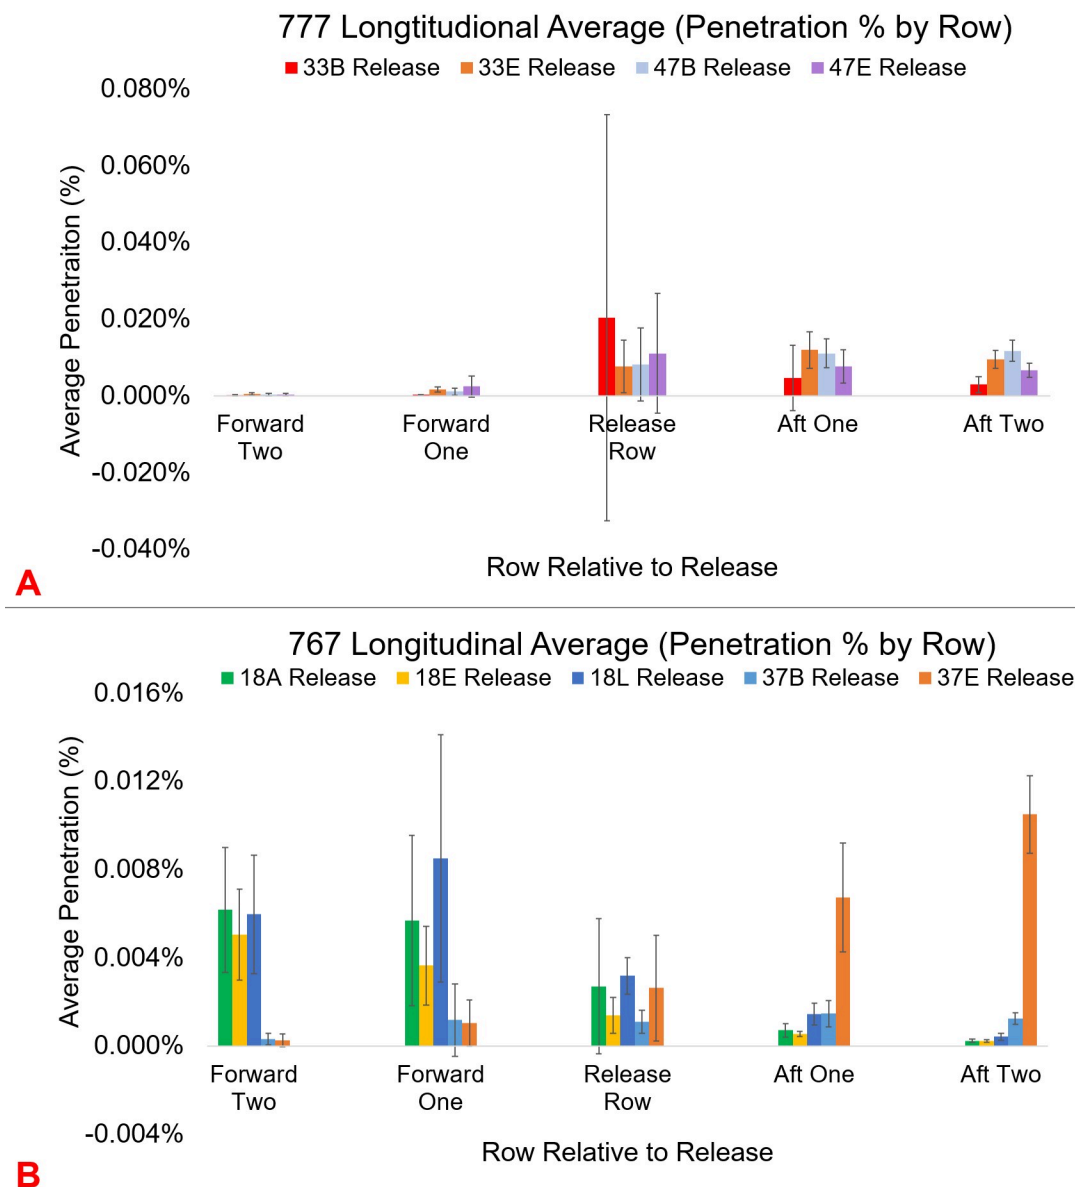 777 Longtitudional Average (Penetration % by Row)
33B Release 33E Release 47B Release 47E Release
0.080%
0.060%
0.040%
0.020%
0.000%
-0.020%
-0.040%
Average Penetraiton (%)
Forward Two
Forward One
Release Row
Aft One
Aft Two
Row Relative to Release
A
767 Longitudinal Average (Penetration % by Row)
18A Release 18E Release 18L Release 37B Release 37E Release
0.016%
0.012%
0.008%
0.004%
0.000%
-0.004%
Average Penetration (%)
Forward Two
Forward One
Release Row
Aft One
Aft Two
Row Relative to Release
B